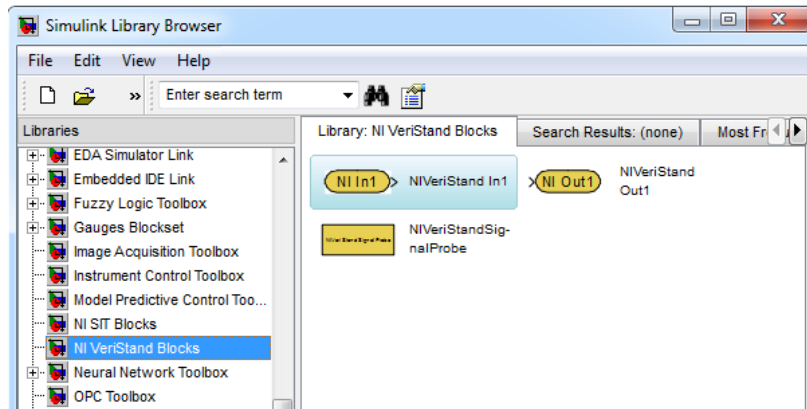 Simulink Library Browser
File Edit View Help
» Enter search term
Libraries
Library: NI VeriStand Blocks
Search Results: (none)
Most Fr
EDA Simulator Link
Embedded IDE Link
Fuzzy Logic Toolbox
Gauges Blockset
Image Acquisition Toolbox
Instrument Control Toolbox
Model Predictive Control Too...
NI SIT Blocks
NI VeriStand Blocks
Neural Network Toolbox
OPC Toolbox
NI In1
NIVeriStand In1
NI Out1
NIVeriStand
Out1
NIVeriStand Signal Probe
NIVeriStandSig-
nalProbe